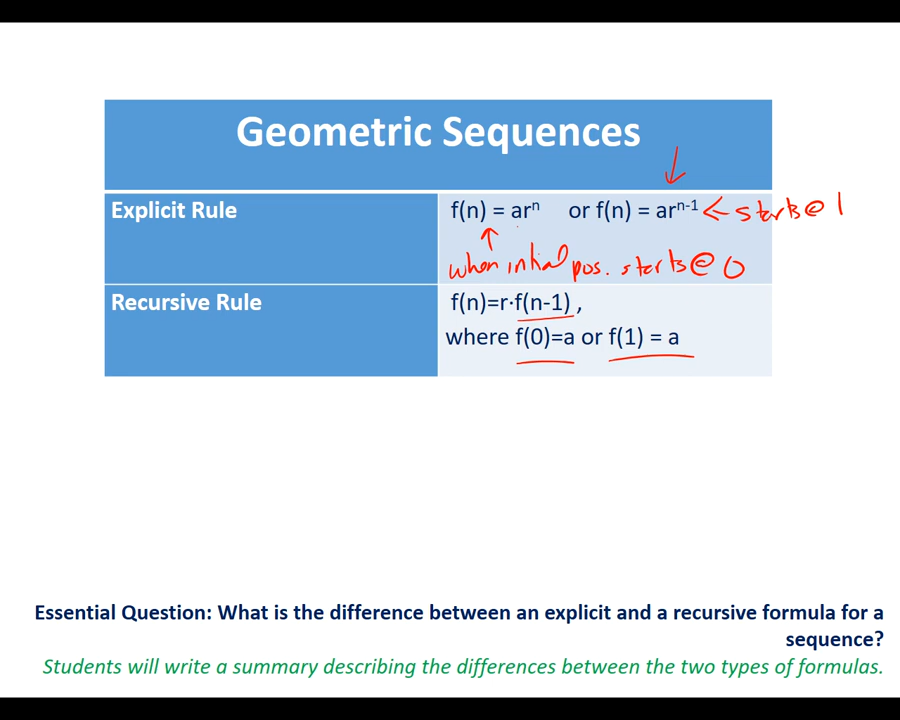 Geometric Sequences
Explicit Rule
f(n) = arⁿ or f(n) = arⁿ⁻¹ ← starts @ 1
when intial pos. starts @ 0
Recursive Rule
f(n)=r·f(n-1) ,
where f(0)=a or f(1) = a
Essential Question: What is the difference between an explicit and a recursive formula for a
sequence?
Students will write a summary describing the differences between the two types of formulas.